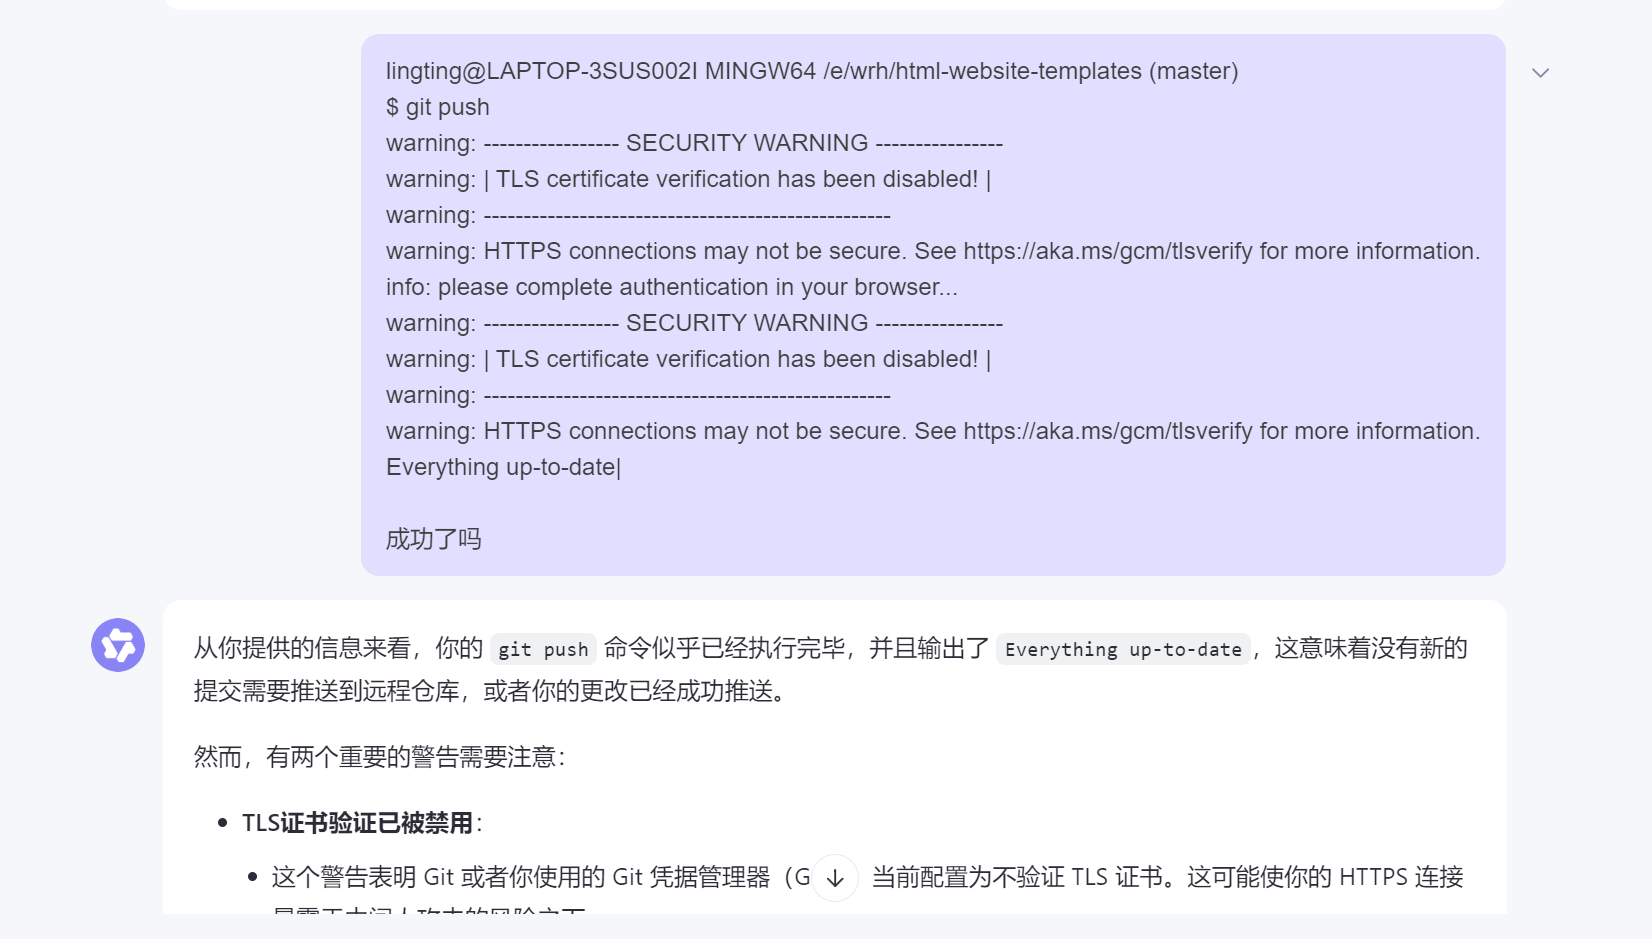 lingting@LAPTOP-3SUS002I MINGW64 /e/wrh/html-website-templates (master)
$ git push
warning: ----------------- SECURITY WARNING ----------------
warning: | TLS certificate verification has been disabled! |
warning: ---------------------------------------------------
warning: HTTPS connections may not be secure. See https://aka.ms/gcm/tlsverify for more information.
info: please complete authentication in your browser...
warning: ----------------- SECURITY WARNING ----------------
warning: | TLS certificate verification has been disabled! |
warning: ---------------------------------------------------
warning: HTTPS connections may not be secure. See https://aka.ms/gcm/tlsverify for more information.
Everything up-to-date|
成功了吗
从你提供的信息来看，你的 git push 命令似乎已经执行完毕，并且输出了 Everything up-to-date，这意味着没有新的
提交需要推送到远程仓库，或者你的更改已经成功推送。
然而，有两个重要的警告需要注意：
TLS证书验证已被禁用：
这个警告表明 Git 或者你使用的 Git 凭据管理器（G 当前配置为不验证 TLS 证书。这可能使你的 HTTPS 连接